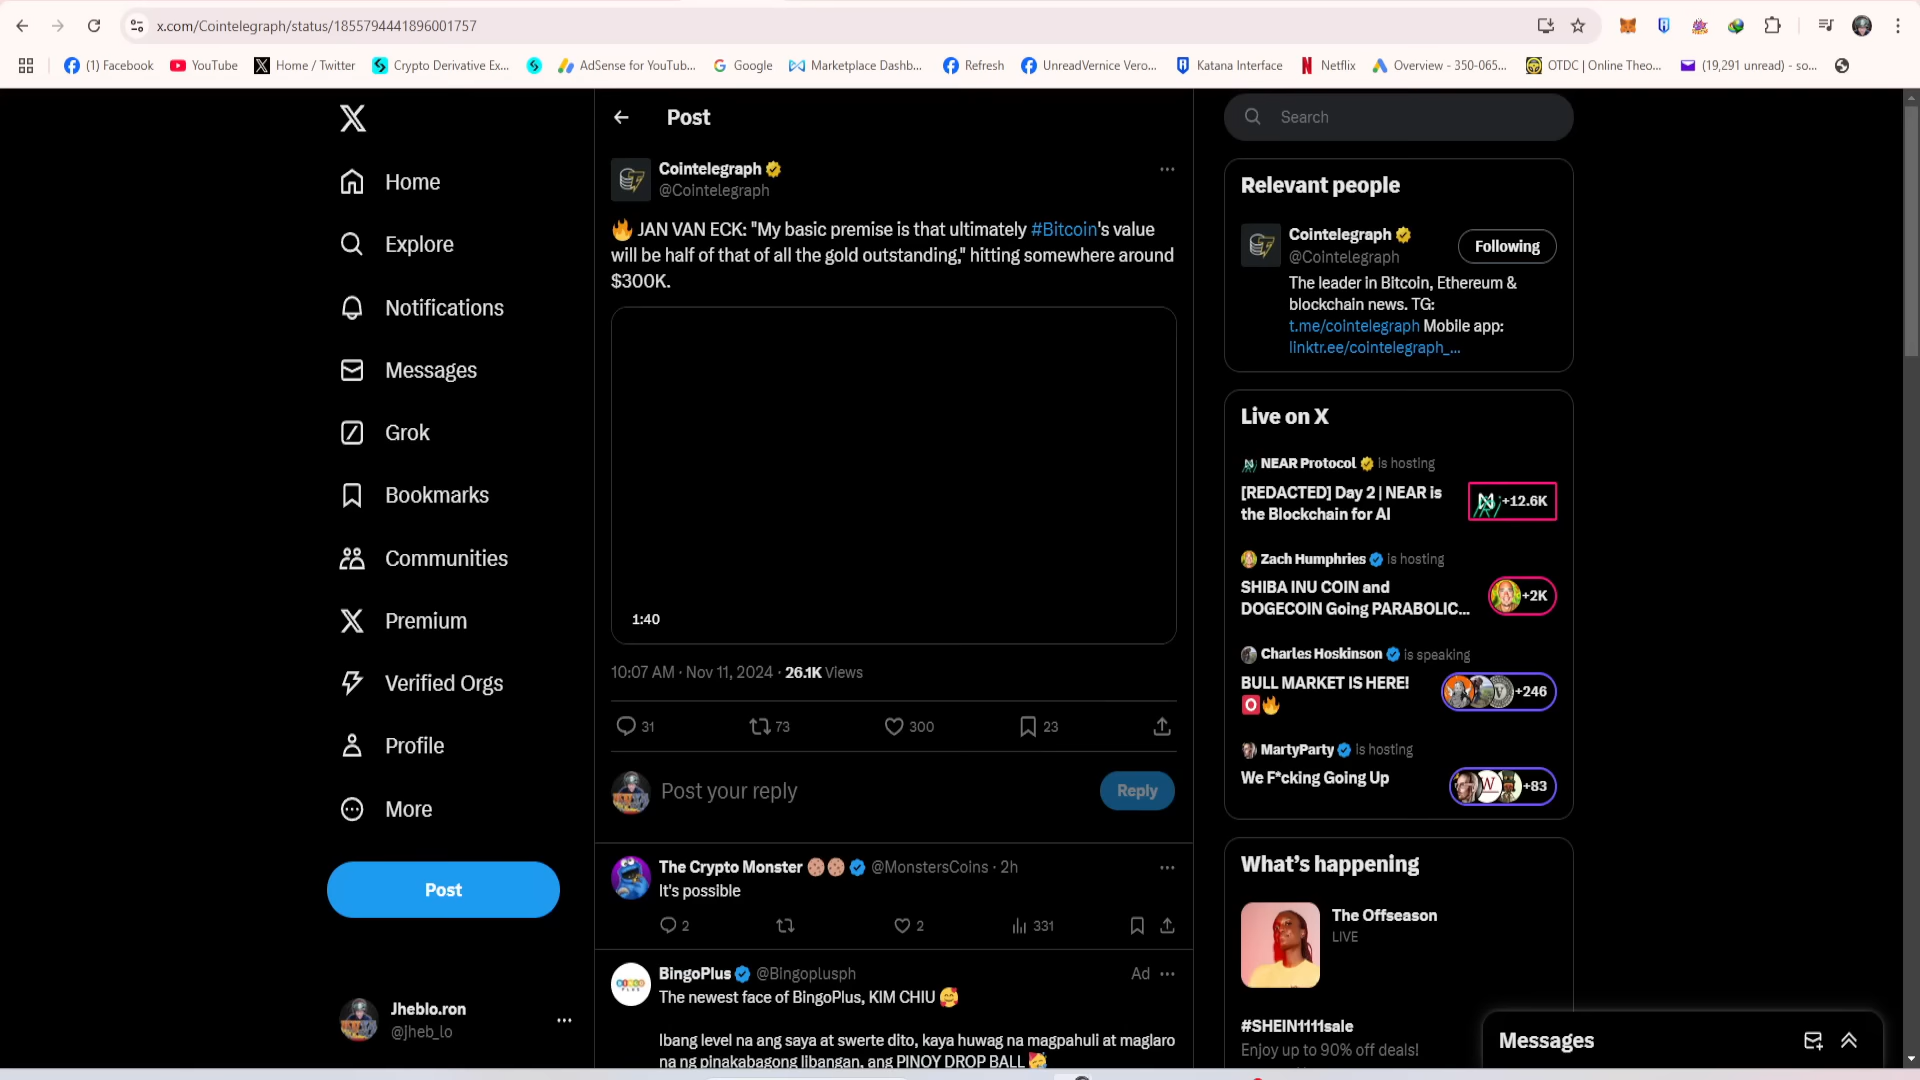 x.com/Cointelegraph/status/1855794441896001757
(1) Facebook
YouTube
Home / Twitter
Crypto Derivative Ex...
AdSense for YouTub...
Google
Marketplace Dashb...
Refresh
UnreadVernice Vero...
Katana Interface
Netflix
Overview - 350-065...
OTDC | Online Theo...
(19,291 unread) - so...
Home
Explore
Notifications
Messages
Grok
Bookmarks
Communities
Premium
Verified Orgs
Profile
More
Post
Jheblo.ron
@jheb_lo
Post
Cointelegraph
@Cointelegraph
🔥 JAN VAN ECK: "My basic premise is that ultimately #Bitcoin's value
will be half of that of all the gold outstanding," hitting somewhere around
$300K.
1:40
10:07 AM · Nov 11, 2024 · 26.1K Views
31 73 300 23
Post your reply
Reply
The Crypto Monster 🍪🍪 @MonstersCoins · 2h
It's possible
2 2 331
BingoPlus @Bingoplusph Ad
The newest face of BingoPlus, KIM CHIU 🥰
Ibang level na ang saya at swerte dito, kaya huwag na magpahuli at maglaro
na ng pinakabagong libangan, ang PINOY DROP BALL 🥳
Search
Relevant people
Cointelegraph
@Cointelegraph
Following
The leader in Bitcoin, Ethereum &
blockchain news. TG:
t.me/cointelegraph Mobile app:
linktr.ee/cointelegraph_...
Live on X
NEAR Protocol is hosting
[REDACTED] Day 2 | NEAR is
the Blockchain for AI
+12.6K
Zach Humphries is hosting
SHIBA INU COIN and
DOGECOIN Going PARABOLIC...
+2K
Charles Hoskinson is speaking
BULL MARKET IS HERE!
🅾️🔥
+246
MartyParty is hosting
We F*cking Going Up
+83
What's happening
The Offseason
LIVE
#SHEIN1111sale
Enjoy up to 90% off deals!
Messages